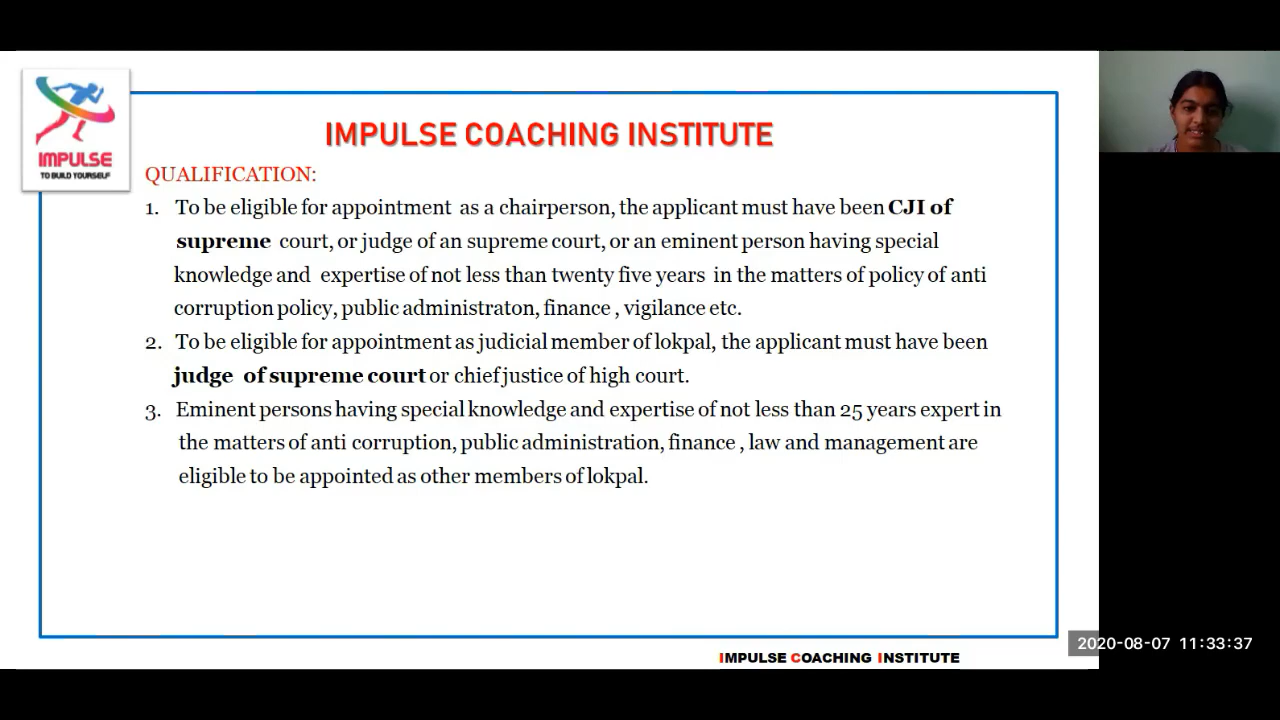 IMPULSE
TO BUILD YOURSELF
IMPULSE COACHING INSTITUTE
QUALIFICATION:
1. To be eligible for appointment as a chairperson, the applicant must have been CJI of
supreme court, or judge of an supreme court, or an eminent person having special
knowledge and expertise of not less than twenty five years in the matters of policy of anti
corruption policy, public administraton, finance , vigilance etc.
2. To be eligible for appointment as judicial member of lokpal, the applicant must have been
judge of supreme court or chief justice of high court.
3. Eminent persons having special knowledge and expertise of not less than 25 years expert in
the matters of anti corruption, public administration, finance , law and management are
eligible to be appointed as other members of lokpal.
2020-08-07 11:33:37
IMPULSE COACHING INSTITUTE